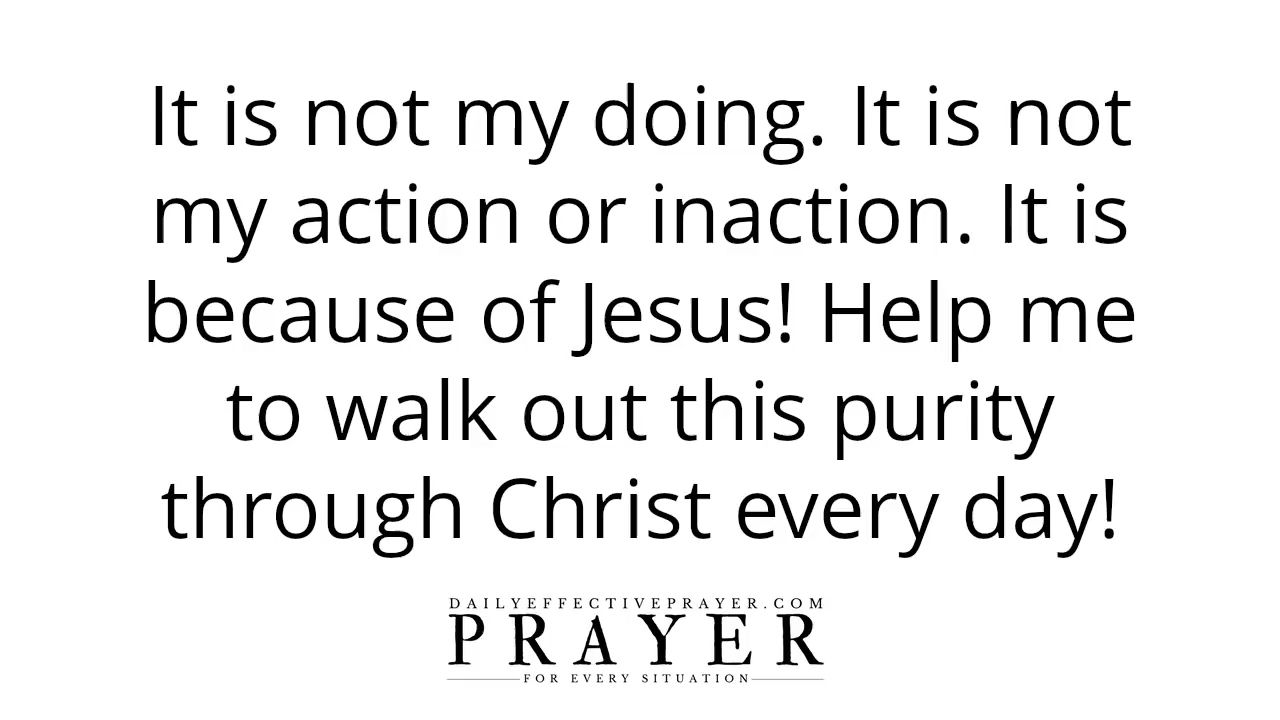 It is not my doing. It is not
my action or inaction. It is
because of Jesus! Help me
to walk out this purity
through Christ every day!
DAILYEFFECTIVEPRAYER.COM
PRAYER
FOR EVERY SITUATION